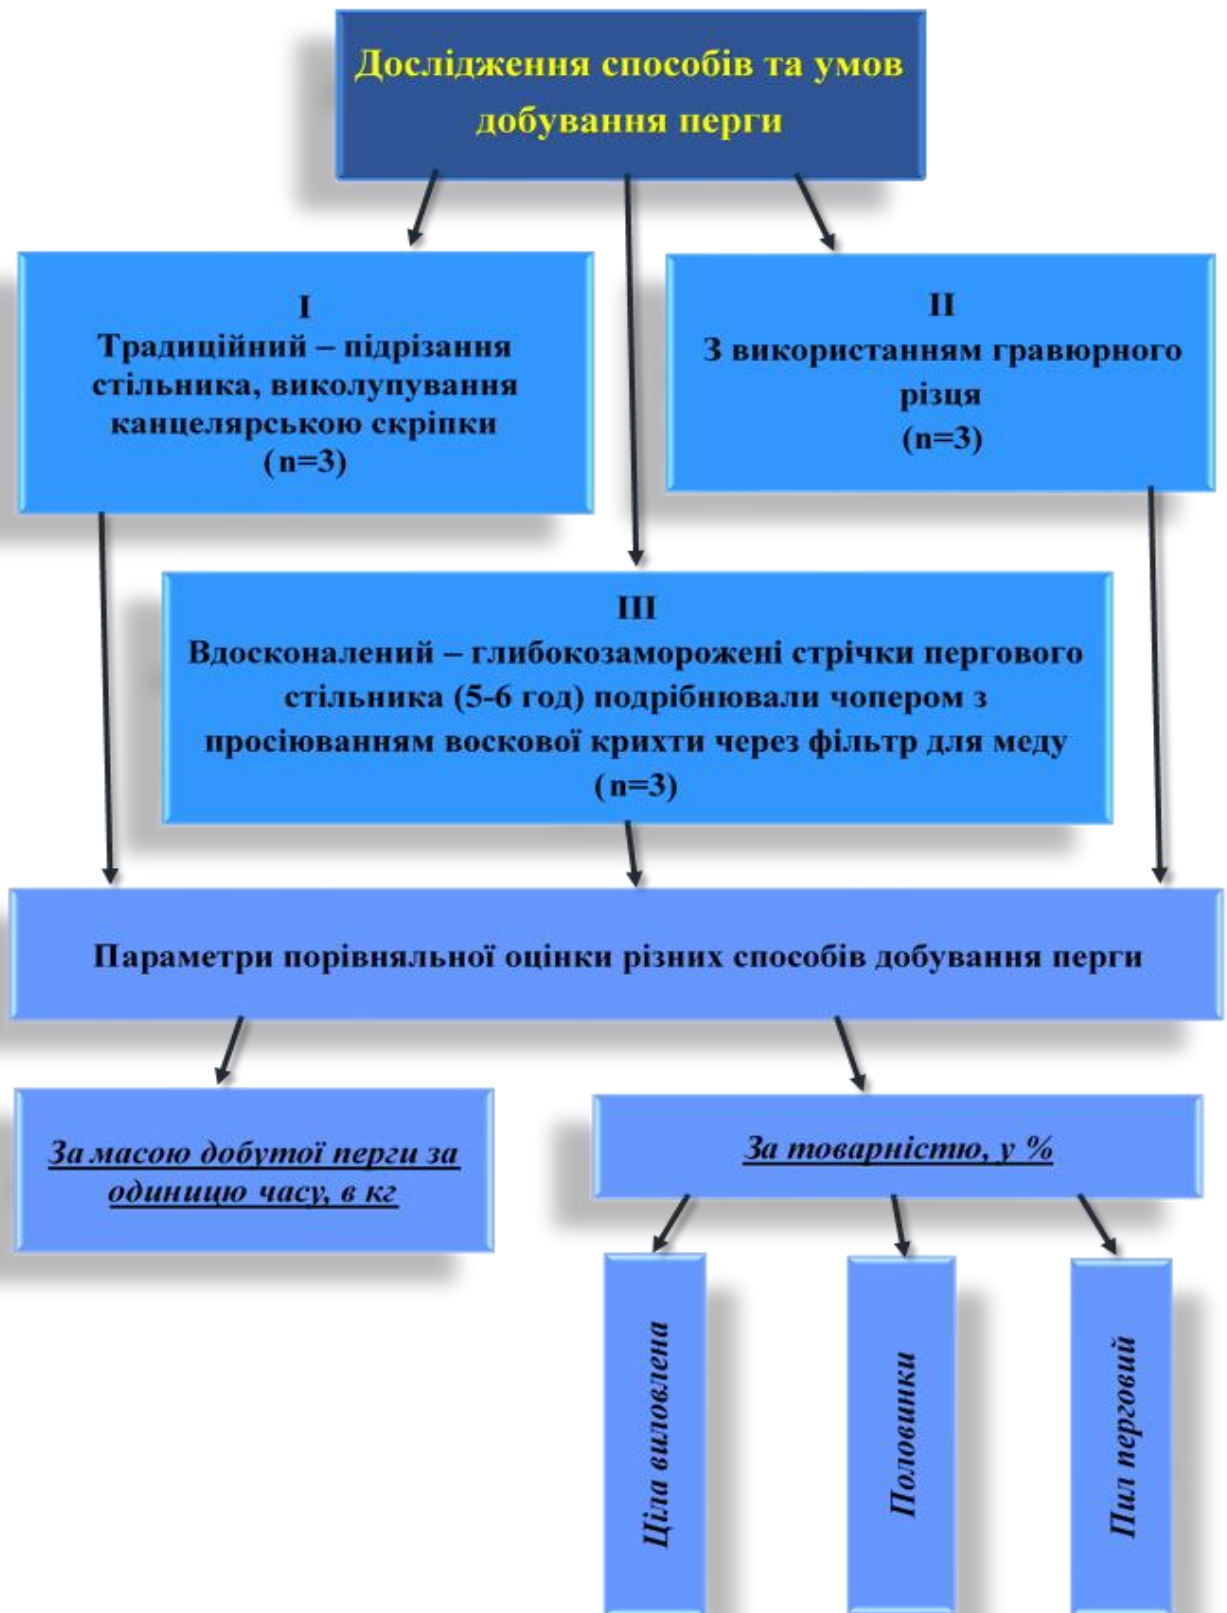 Дослідження способів та умов
добування перги
I
Традиційний – підрізання
стільника, виколупування
канцелярською скріпки
( n=3)
II
З використанням гравюрного
різця
(n=3)
III
Вдосконалений – глибокозаморожені стрічки пергового
стільника (5-6 год) подрібнювали чопером з
просіюванням воскової крихти через фільтр для меду
( n=3)
Параметри порівняльної оцінки різних способів добування перги
За масою добутої перги за
одиницю часу, в кг
За товарністю, у %
Ціла виловлена
Половинки
Пил перговий